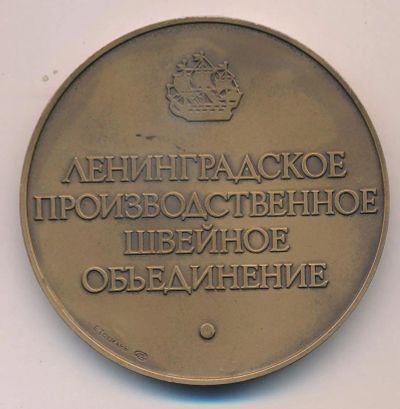 ЛЕНИНГРАДСКОЕ
ПРОИЗВОДСТВЕННОЕ
ШВЕЙНОЕ
ОБЪЕДИНЕНИЕ